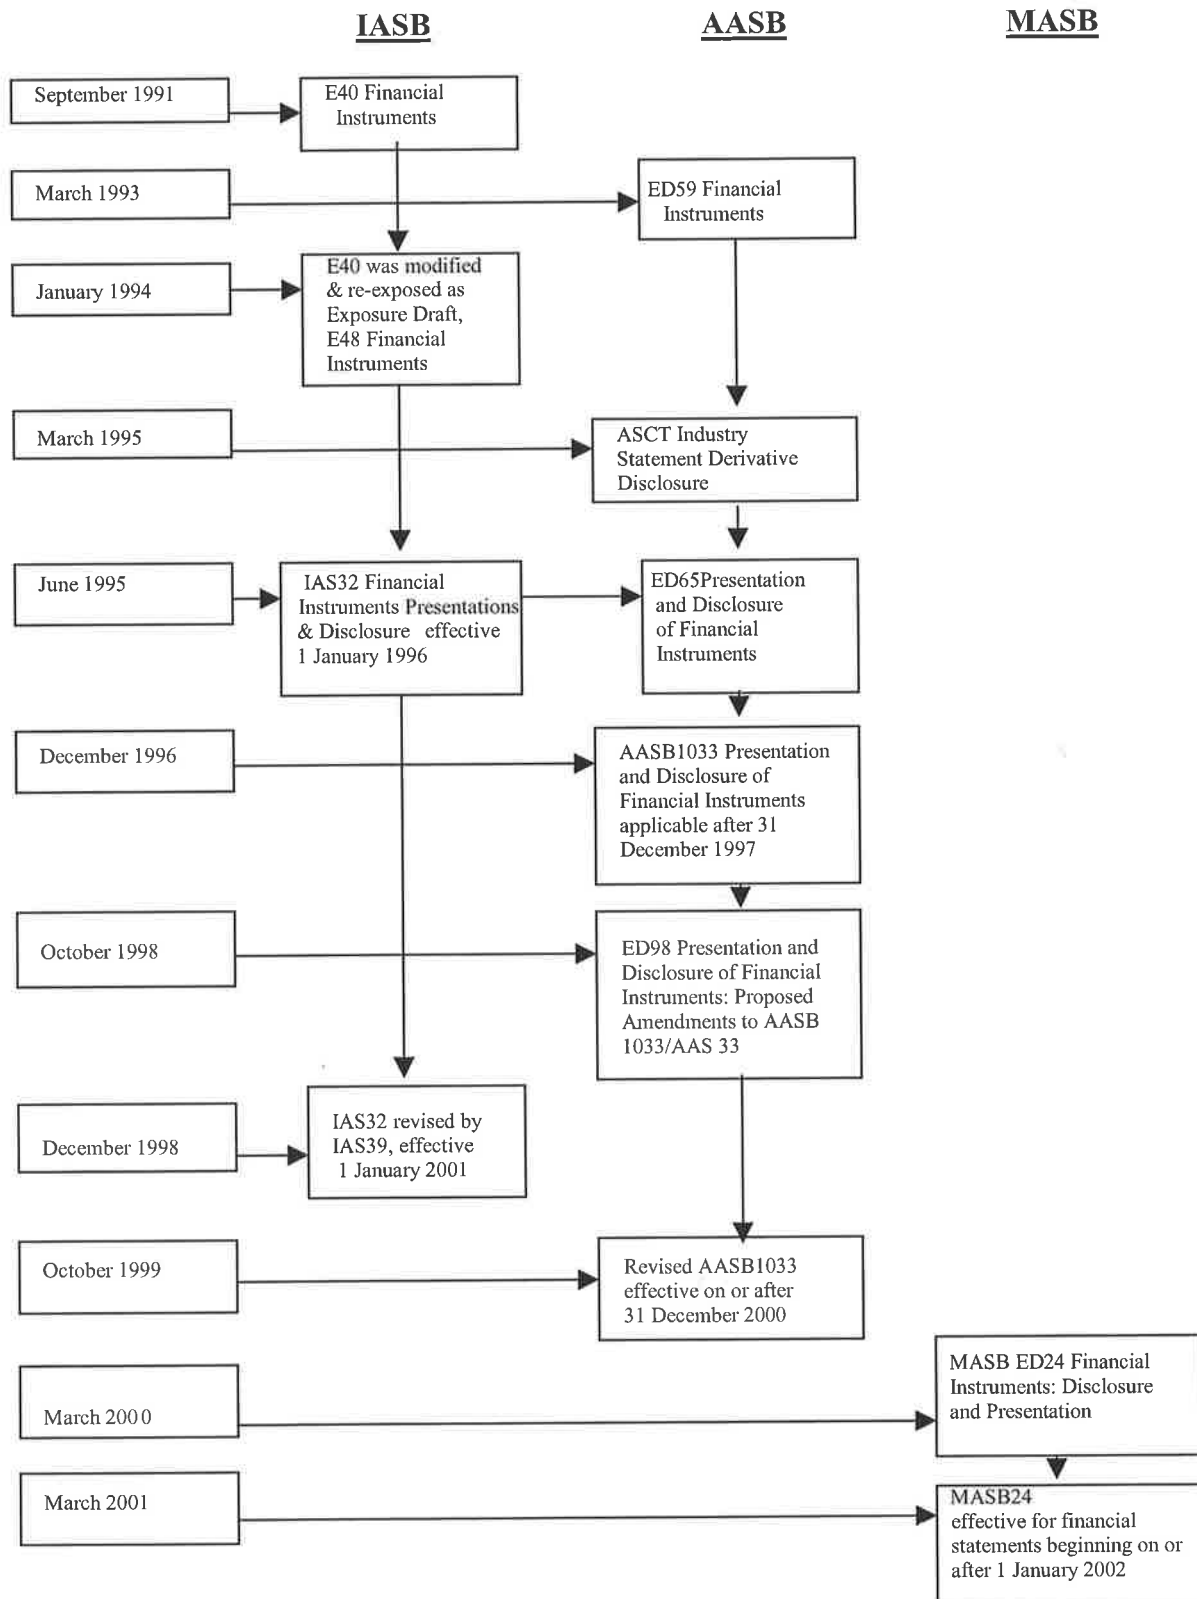 IASB
AASB
MASB
September 1991
E40 Financial
Instruments
March 1993
ED59 Financial
Instruments
January 1994
E40 was modified
& re-exposed as
Exposure Draft,
E48 Financial
Instruments
March 1995
ASCT Industry
Statement Derivative
Disclosure
June 1995
IAS32 Financial
Instruments Presentations
& Disclosure effective
1 January 1996
ED65Presentation
and Disclosure
of Financial
Instruments
December 1996
AASB1033 Presentation
and Disclosure of
Financial Instruments
applicable after 31
December 1997
October 1998
ED98 Presentation and
Disclosure of Financial
Instruments: Proposed
Amendments to AASB
1033/AAS 33
December 1998
IAS32 revised by
IAS39, effective
1 January 2001
October 1999
Revised AASB1033
effective on or after
31 December 2000
March 2000
MASB ED24 Financial
Instruments: Disclosure
and Presentation
March 2001
MASB24
effective for financial
statements beginning on or
after 1 January 2002